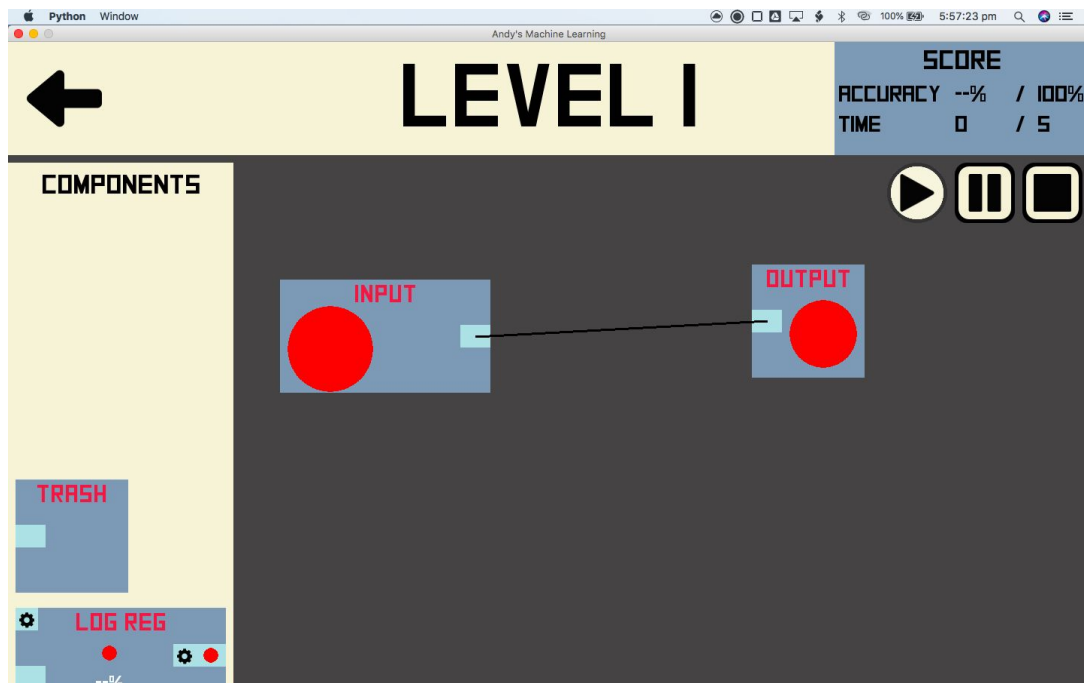 Python Window 100% 5:57:23 pm
Andy's Machine Learning
LEVEL 1
SCORE
ACCURACY --% / 100%
TIME 0 / 5
COMPONENTS
INPUT
OUTPUT
TRASH
LOG REG
--%